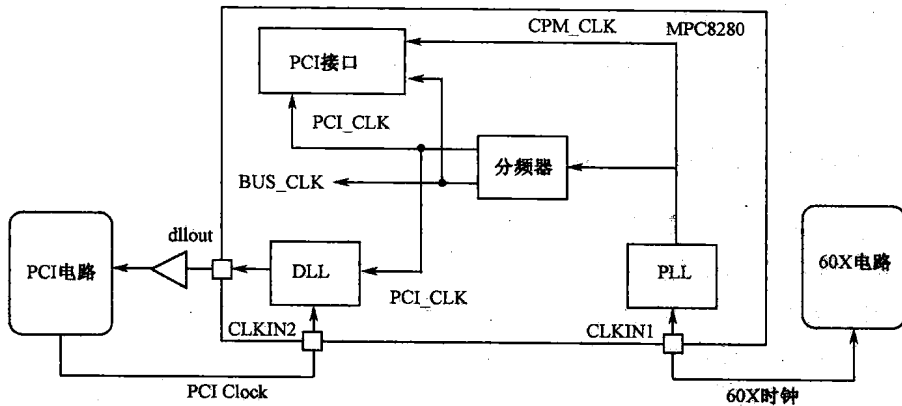 CPM_CLK
MPC8280
PCI接口
PCI_CLK
分频器
BUS_CLK
dllout
PCI电路
DLL
PLL
60X电路
PCI_CLK
CLKIN2
CLKIN1
PCI Clock
60X时钟